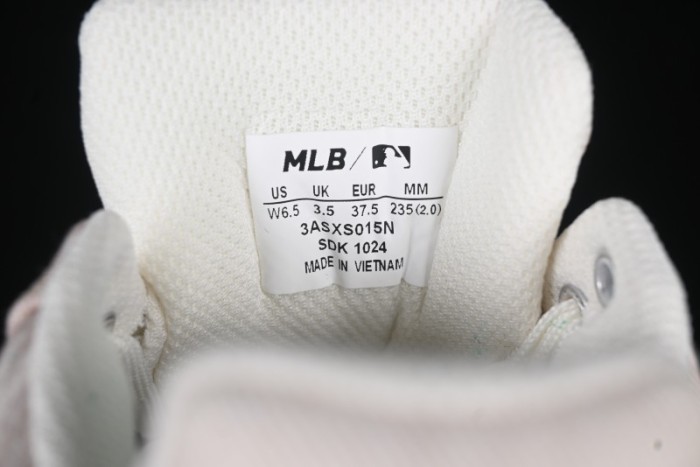 MLB /
US UK EUR MM
W6.5 3.5 37.5 235(2.0)
3ASXS015N
SDK 1024
MADE IN VIETNAM